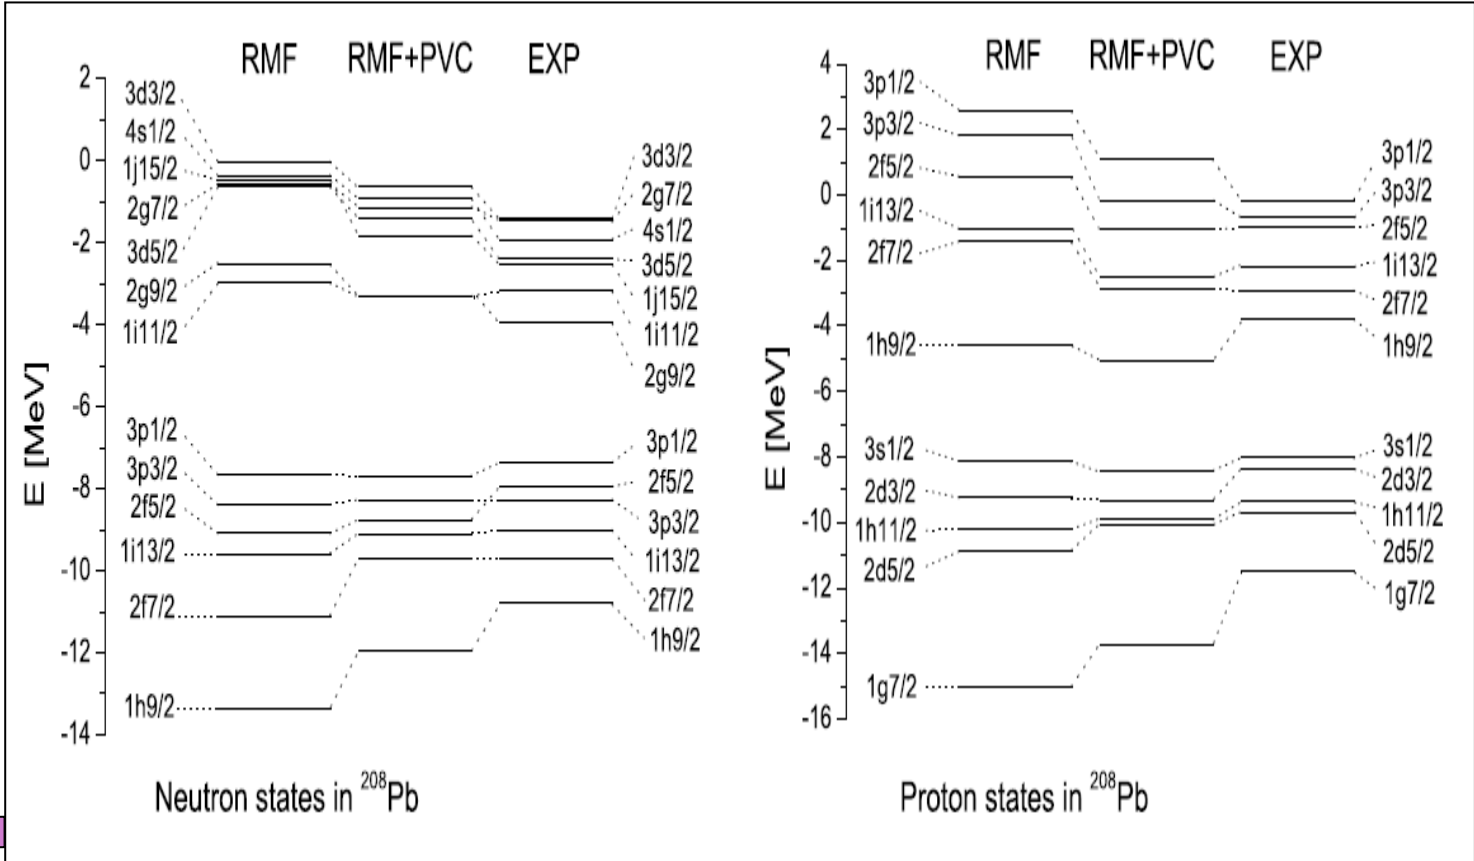 RMF RMF+PVC EXP
2
0
-2
-4
-6
-8
-10
-12
-14
E [MeV]
3d3/2
4s1/2
1j15/2
2g7/2
3d5/2
2g9/2
1i11/2
3p1/2
3p3/2
2f5/2
1i13/2
2f7/2
1h9/2
3d3/2
2g7/2
4s1/2
3d5/2
1j15/2
1i11/2
2g9/2
3p1/2
2f5/2
3p3/2
1i13/2
2f7/2
1h9/2
Neutron states in ²⁰⁸Pb
RMF RMF+PVC EXP
4
2
0
-2
-4
-6
-8
-10
-12
-14
-16
E [MeV]
3p1/2
3p3/2
2f5/2
1i13/2
2f7/2
1h9/2
3s1/2
2d3/2
1h11/2
2d5/2
1g7/2
3p1/2
3p3/2
2f5/2
1i13/2
2f7/2
1h9/2
3s1/2
2d3/2
1h11/2
2d5/2
1g7/2
Proton states in ²⁰⁸Pb